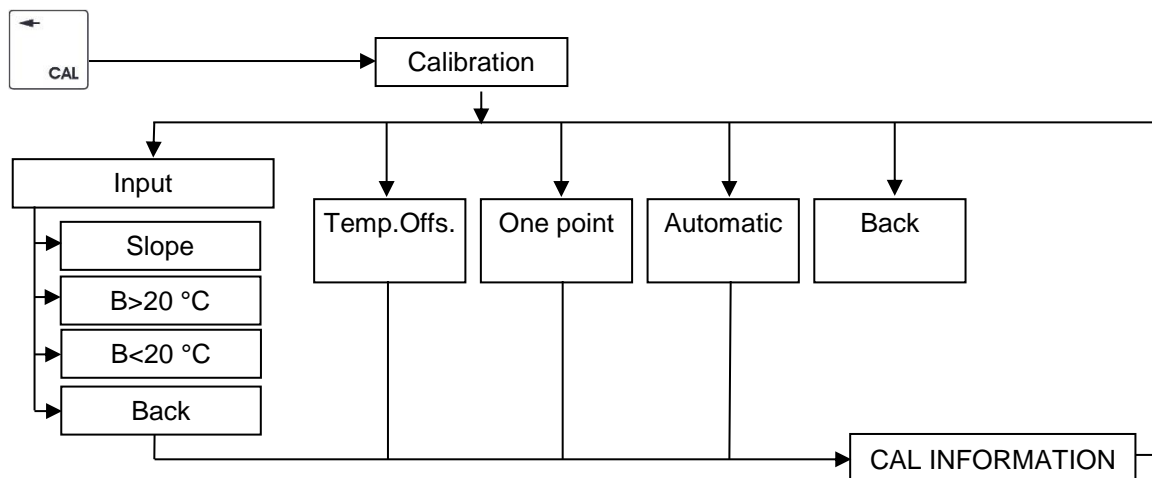 CAL
Calibration
Input
Temp.Offs.
One point
Automatic
Back
Slope
B>20 °C
B<20 °C
Back
CAL INFORMATION